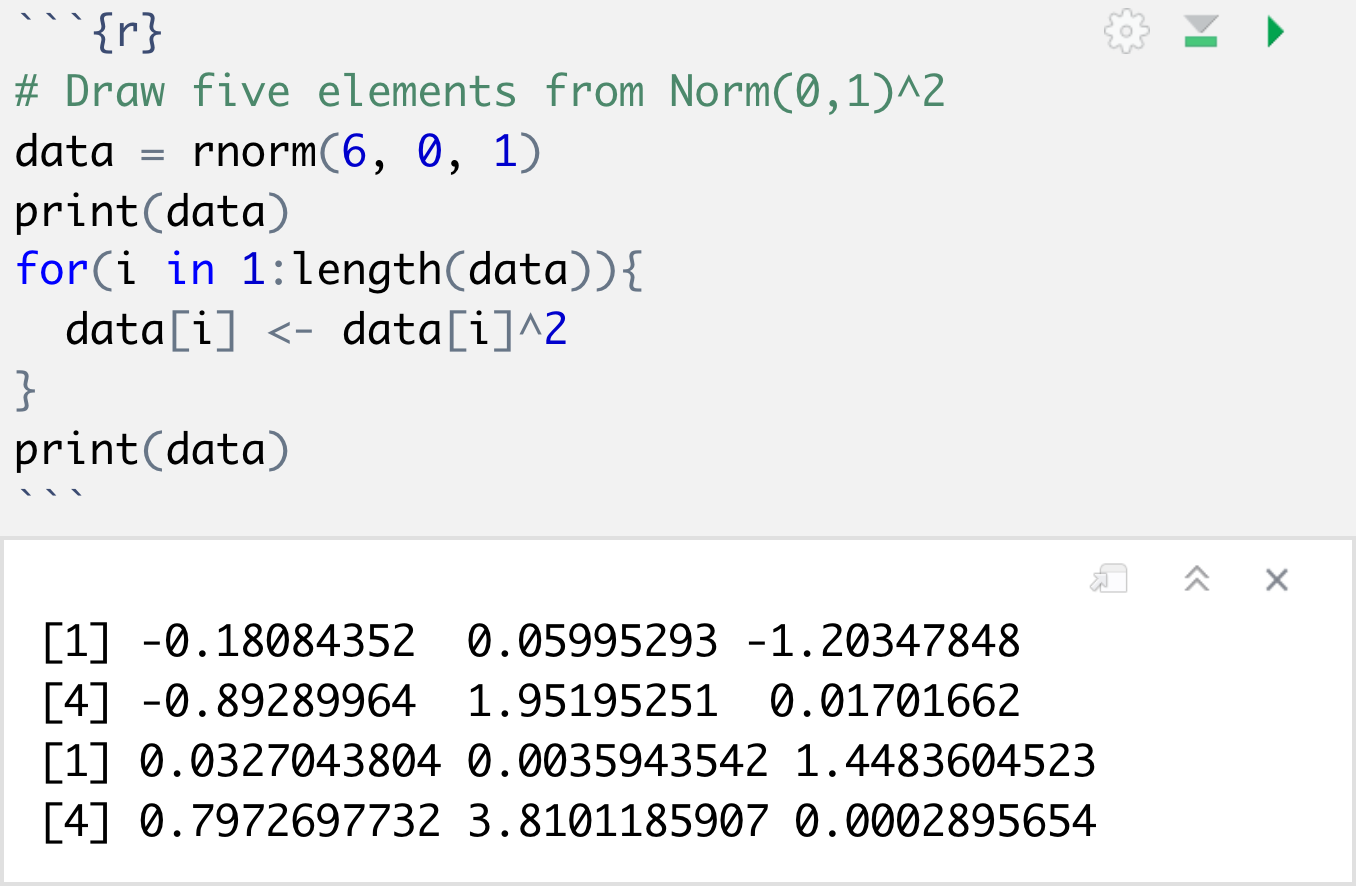 ```{r}
# Draw five elements from Norm(0,1)^2
data = rnorm(6, 0, 1)
print(data)
for(i in 1:length(data)){
  data[i] <- data[i]^2
}
print(data)
```
[1] -0.18084352  0.05995293 -1.20347848
[4] -0.89289964  1.95195251  0.01701662
[1] 0.0327043804 0.0035943542 1.4483604523
[4] 0.7972697732 3.8101185907 0.0002895654